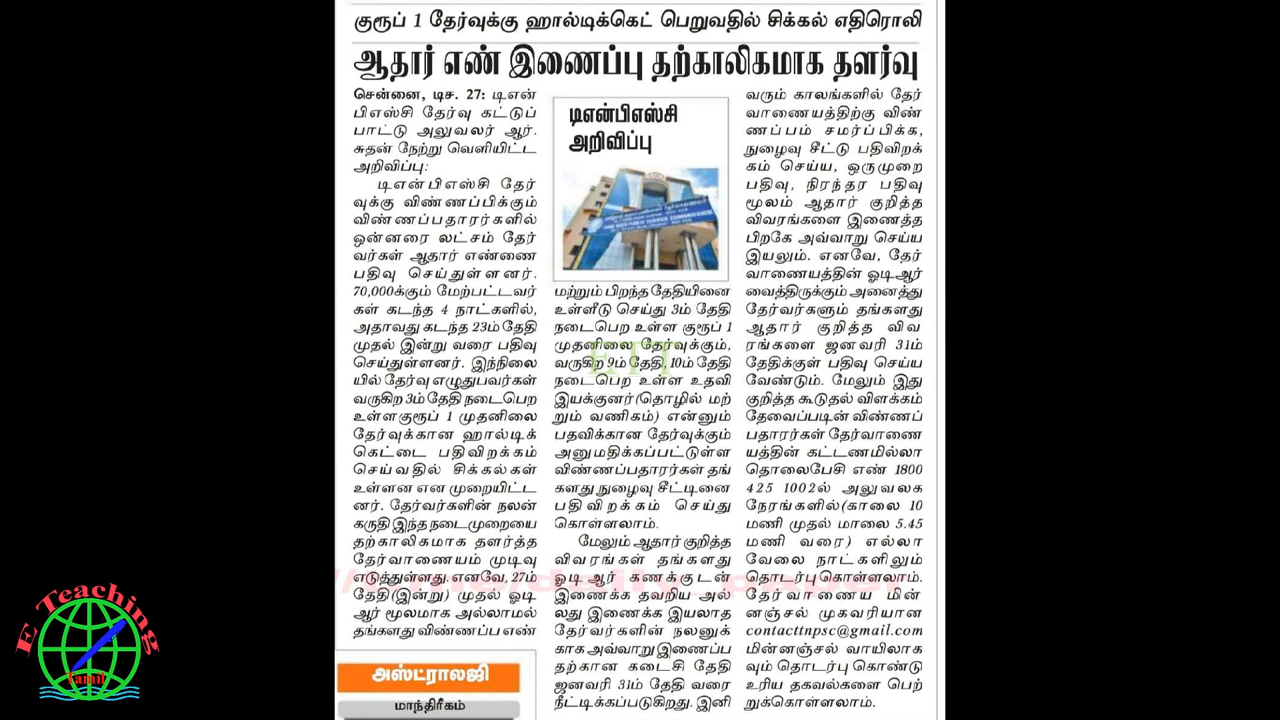 குரூப் 1 தேர்வுக்கு ஹால்டிக்கெட் பெறுவதில் சிக்கல் எதிரொலி
ஆதார் எண் இணைப்பு தற்காலிகமாக தளர்வு
சென்னை, டிச. 27: டிஎன்
பிஎஸ்சி தேர்வு கட்டுப்
பாட்டு அலுவலர் ஆர்.
சுதன் நேற்று வெளியிட்ட
அறிவிப்பு:
டிஎன்பிஎஸ்சி தேர்
வுக்கு விண்ணப்பிக்கும்
விண்ணப்பதாரர்களில்
ஒன்னரை லட்சம் தேர்
வர்கள் ஆதார் எண்ணை
பதிவு செய்துள்ளனர்.
70,000க்கும் மேற்பட்டவர்
கள் கடந்த 4 நாட்களில்,
அதாவது கடந்த 23ம் தேதி
முதல் இன்று வரை பதிவு
செய்துள்ளனர். இந்நிலை
யில் தேர்வு எழுதுபவர்கள்
வருகிற 3ம் தேதி நடைபெற
உள்ள குரூப் 1 முதனிலை
தேர்வுக்கான ஹால்டிக்
கெட்டை பதிவிறக்கம்
செய்வதில் சிக்கல்கள்
உள்ளன என முறையிட்ட
னர். தேர்வர்களின் நலன்
கருதி இந்த நடைமுறையை
தற்காலிகமாக தளர்த்த
தேர்வாணையம் முடிவு
எடுத்துள்ளது. எனவே, 27ம்
தேதி (இன்று) முதல் ஓடி
ஆர் மூலமாக அல்லாமல்
தங்களது விண்ணப்ப எண்
டிஎன்பிஎஸ்சி
அறிவிப்பு
மற்றும் பிறந்த தேதியினை
உள்ளீடு செய்து 3ம் தேதி
நடைபெற உள்ள குரூப் 1
முதனிலை தேர்வுக்கும்,
வருகிற 9ம் தேதி, 10ம் தேதி
நடைபெற உள்ள உதவி
இயக்குனர் (தொழில் மற்
றும் வணிகம்) என்னும்
பதவிக்கான தேர்வுக்கும்
அனுமதிக்கப்பட்டுள்ள
விண்ணப்பதாரர்கள் தங்
களது நுழைவு சீட்டினை
பதிவிறக்கம் செய்து
கொள்ளலாம்.
மேலும் ஆதார் குறித்த
விவரங்கள் தங்களது
ஓடிஆர் கணக்குடன்
இணைக்க தவறிய அல்
லது இணைக்க இயலாத
தேர்வர்களின் நலனுக்
காக அவ்வாறு இணைப்ப
தற்கான கடைசி தேதி
ஜனவரி 31ம் தேதி வரை
நீட்டிக்கப்படுகிறது. இனி
வரும் காலங்களில் தேர்
வாணையத்திற்கு விண்
ணப்பம் சமர்ப்பிக்க,
நுழைவு சீட்டு பதிவிறக்
கம் செய்ய, ஒருமுறை
பதிவு, நிரந்தர பதிவு
மூலம் ஆதார் குறித்த
விவரங்களை இணைத்த
பிறகே அவ்வாறு செய்ய
இயலும். எனவே, தேர்
வாணையத்தின் ஓடிஆர்
வைத்திருக்கும் அனைத்து
தேர்வர்களும் தங்களது
ஆதார் குறித்த விவ
ரங்களை ஜனவரி 31ம்
தேதிக்குள் பதிவு செய்ய
வேண்டும். மேலும் இது
குறித்த கூடுதல் விளக்கம்
தேவைப்படின் விண்ணப்
பதாரர்கள் தேர்வாணை
யத்தின் கட்டணமில்லா
தொலைபேசி எண் 1800
425 1002ல் அலுவலக
நேரங்களில் (காலை 10
மணி முதல் மாலை 5.45
மணி வரை) எல்லா
வேலை நாட்களிலும்
தொடர்பு கொள்ளலாம்.
தேர்வாணைய மின்
னஞ்சல் முகவரியான
contacttnpsc@gmail.com
மின்னஞ்சல் வாயிலாக
வும் தொடர்பு கொண்டு
உரிய தகவல்களை பெற்
றுக்கொள்ளலாம்.
ETT
E Teaching
Tamil
அஸ்ட்ராலஜி
மாந்திரீகம்